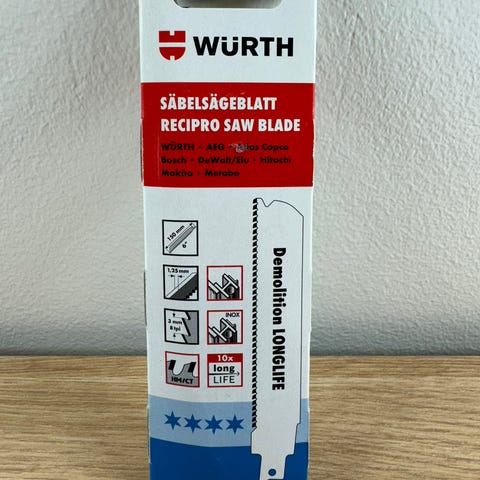 WÜRTH
SÄBELSÄGEBLATT
RECIPRO SAW BLADE
WÜRTH • AEG • Atlas Copco
Bosch • DeWalt/Elu • Hitachi
Makita • Metabo
150 mm
6"
1,25 mm
3 mm
8 tpi
INOX
HM/CT
10x
long
LIFE
Demolition LONGLIFE